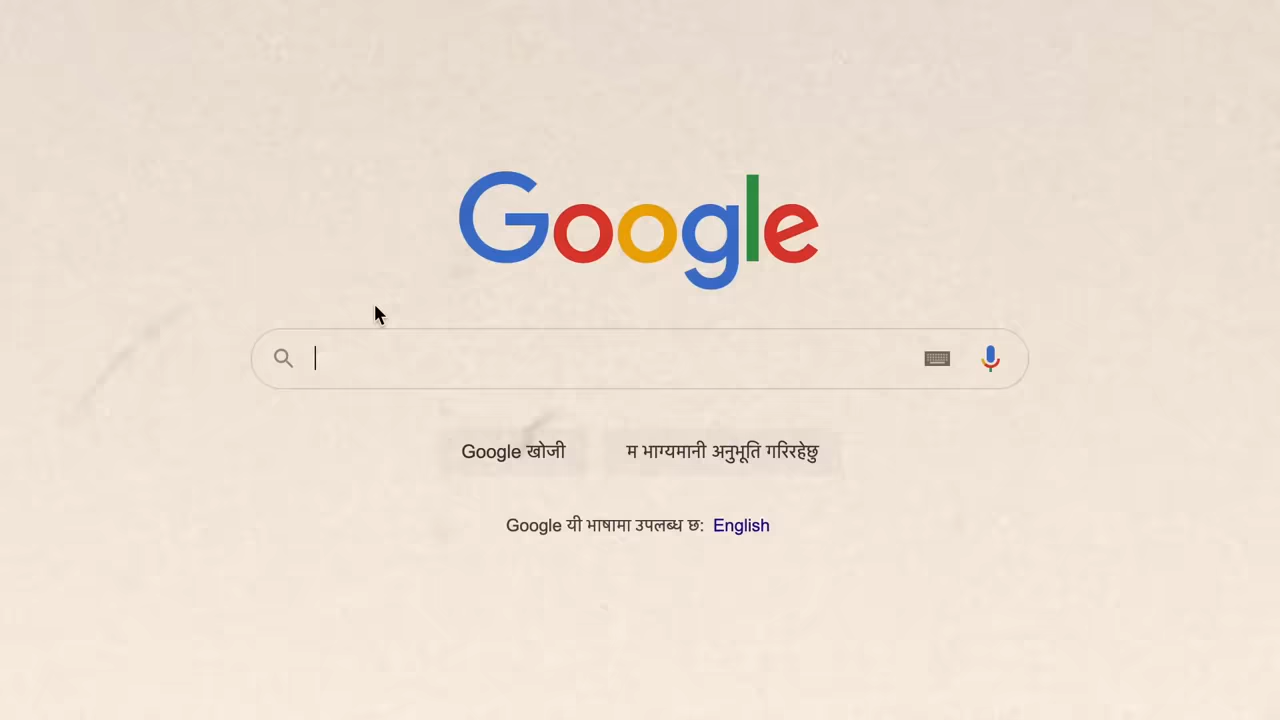 Google
Google खोजी
म भाग्यमानी अनुभूति गरिरहेछु
Google यी भाषामा उपलब्ध छ: English